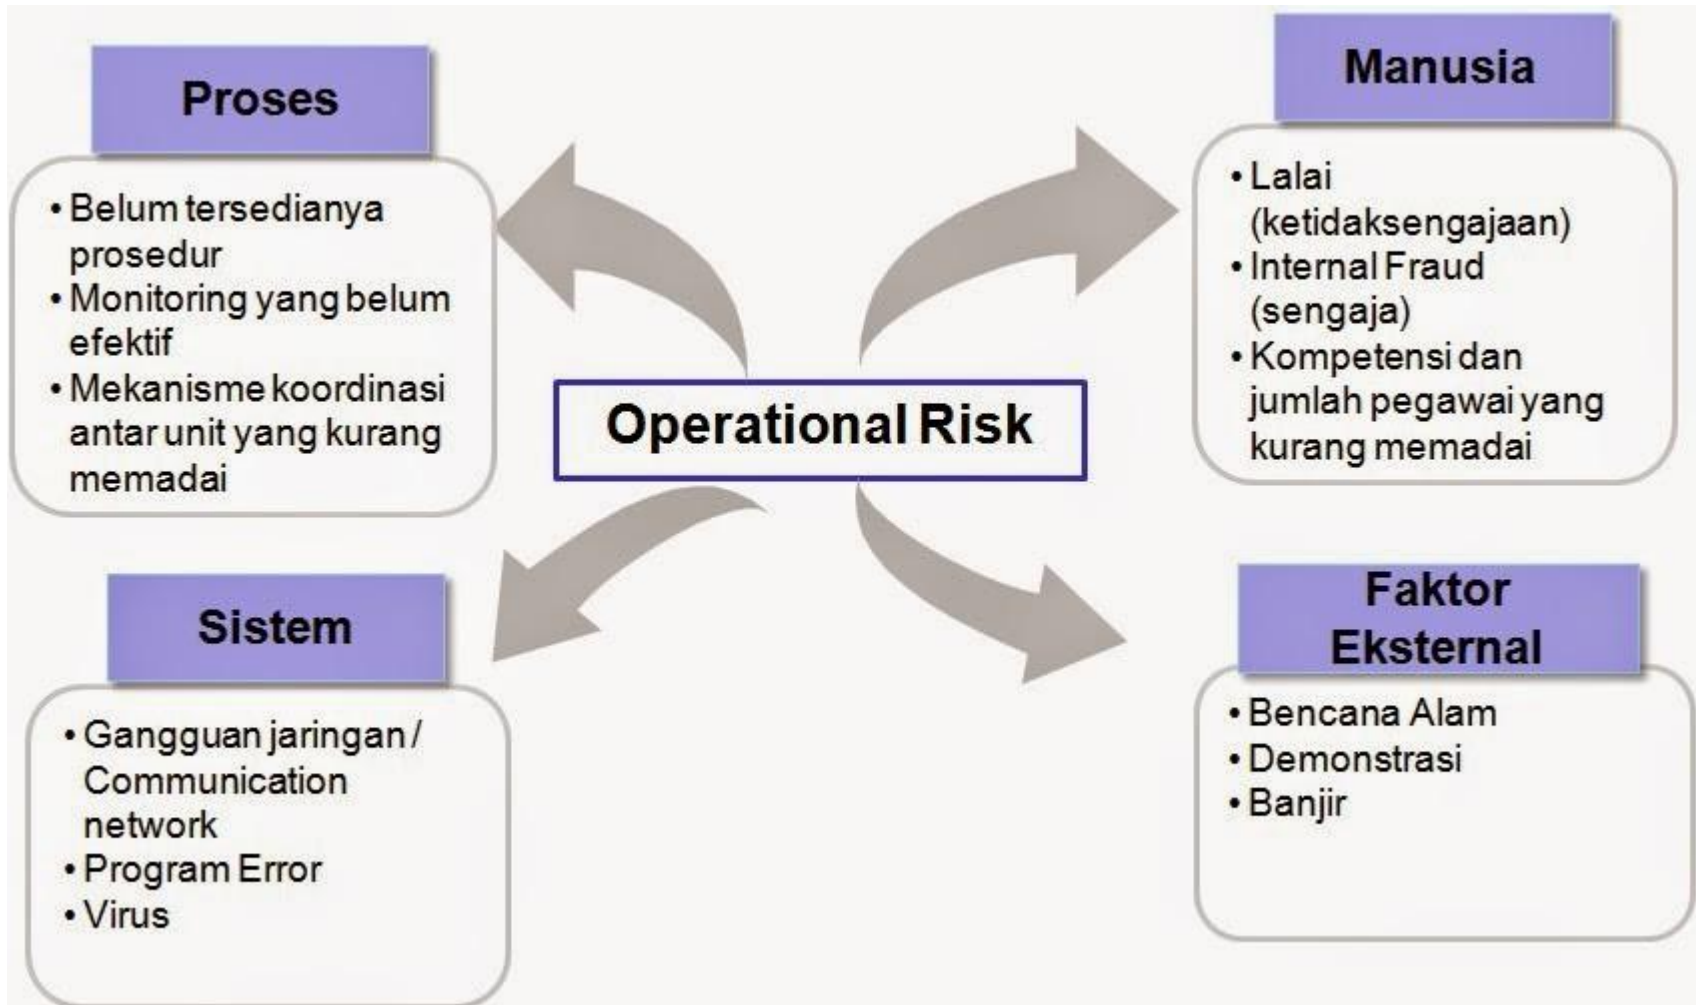 Proses
• Belum tersedianya
prosedur
• Monitoring yang belum
efektif
• Mekanisme koordinasi
antar unit yang kurang
memadai
Manusia
• Lalai
(ketidaksengajaan)
• Internal Fraud
(sengaja)
• Kompetensi dan
jumlah pegawai yang
kurang memadai
Operational Risk
Sistem
• Gangguan jaringan /
Communication
network
• Program Error
• Virus
Faktor
Eksternal
• Bencana Alam
• Demonstrasi
• Banjir